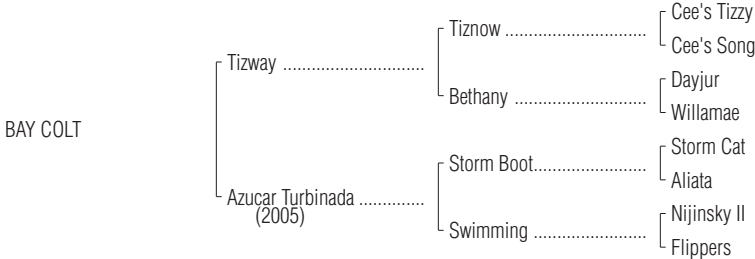 Cee's Tizzy
Tiznow ..............................
Cee's Song
Tizway ..............................
Dayjur
Bethany ............................
Willamae
BAY COLT
Storm Cat
Storm Boot........................
Aliata
Azucar Turbinada ..............
(2005)
Nijinsky II
Swimming ........................
Flippers